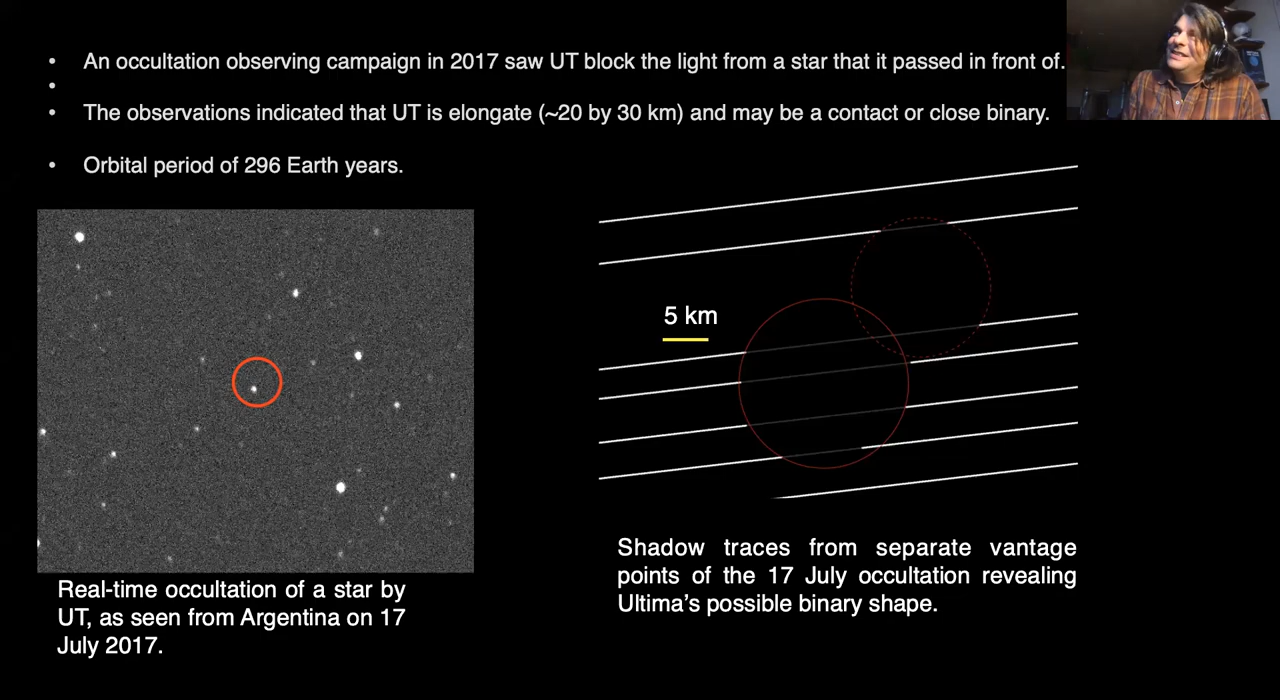 • An occultation observing campaign in 2017 saw UT block the light from a star that it passed in front of.
•
• The observations indicated that UT is elongate (~20 by 30 km) and may be a contact or close binary.
• Orbital period of 296 Earth years.
5 km
Real-time occultation of a star by
UT, as seen from Argentina on 17
July 2017.
Shadow traces from separate vantage
points of the 17 July occultation revealing
Ultima’s possible binary shape.